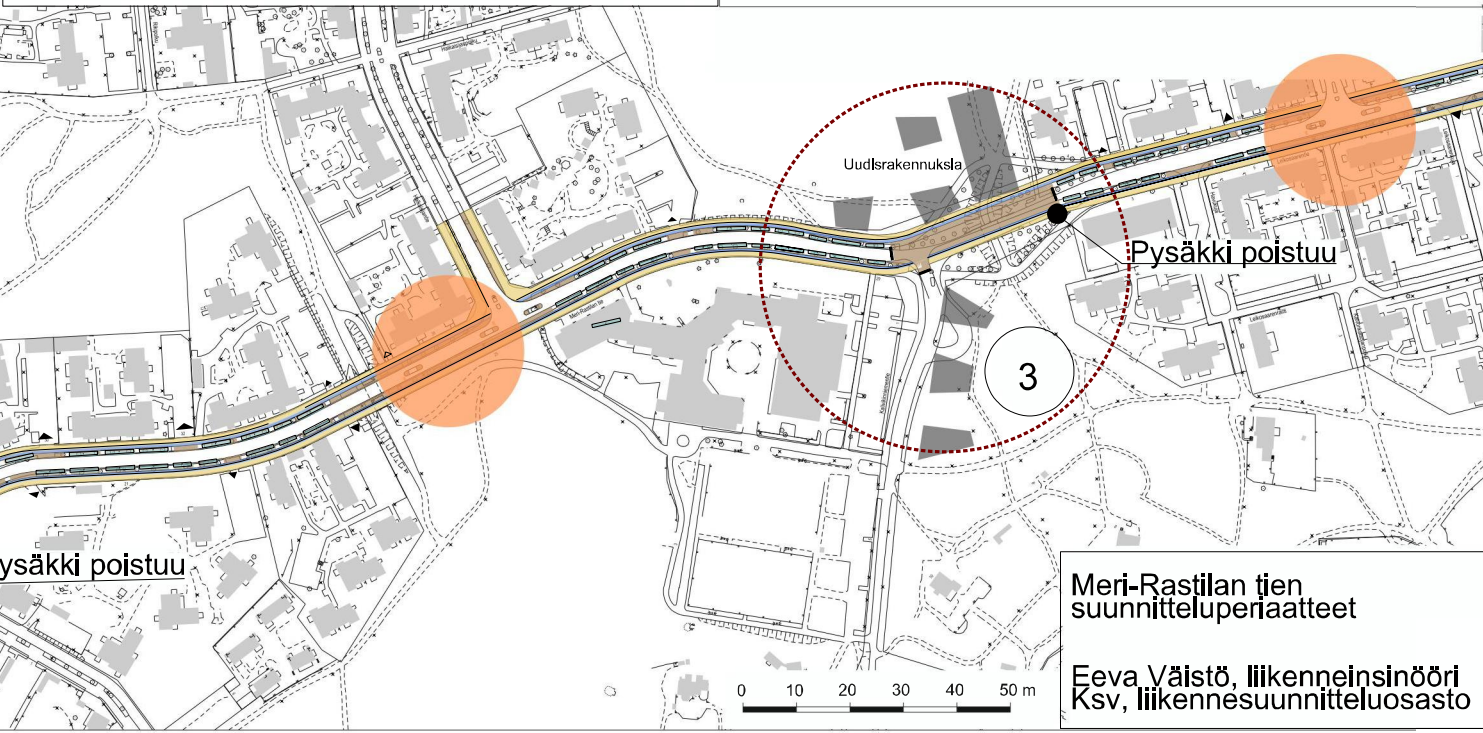 Uudisrakennuksia
Pysäkki poistuu
Meri-Rastilan tie
3
ysäkki poistuu
0 10 20 30 40 50 m
Meri-Rastilan tien
suunnitteluperiaatteet
Eeva Väistö, liikenneinsinööri
Ksv, liikennesuunnitteluosasto